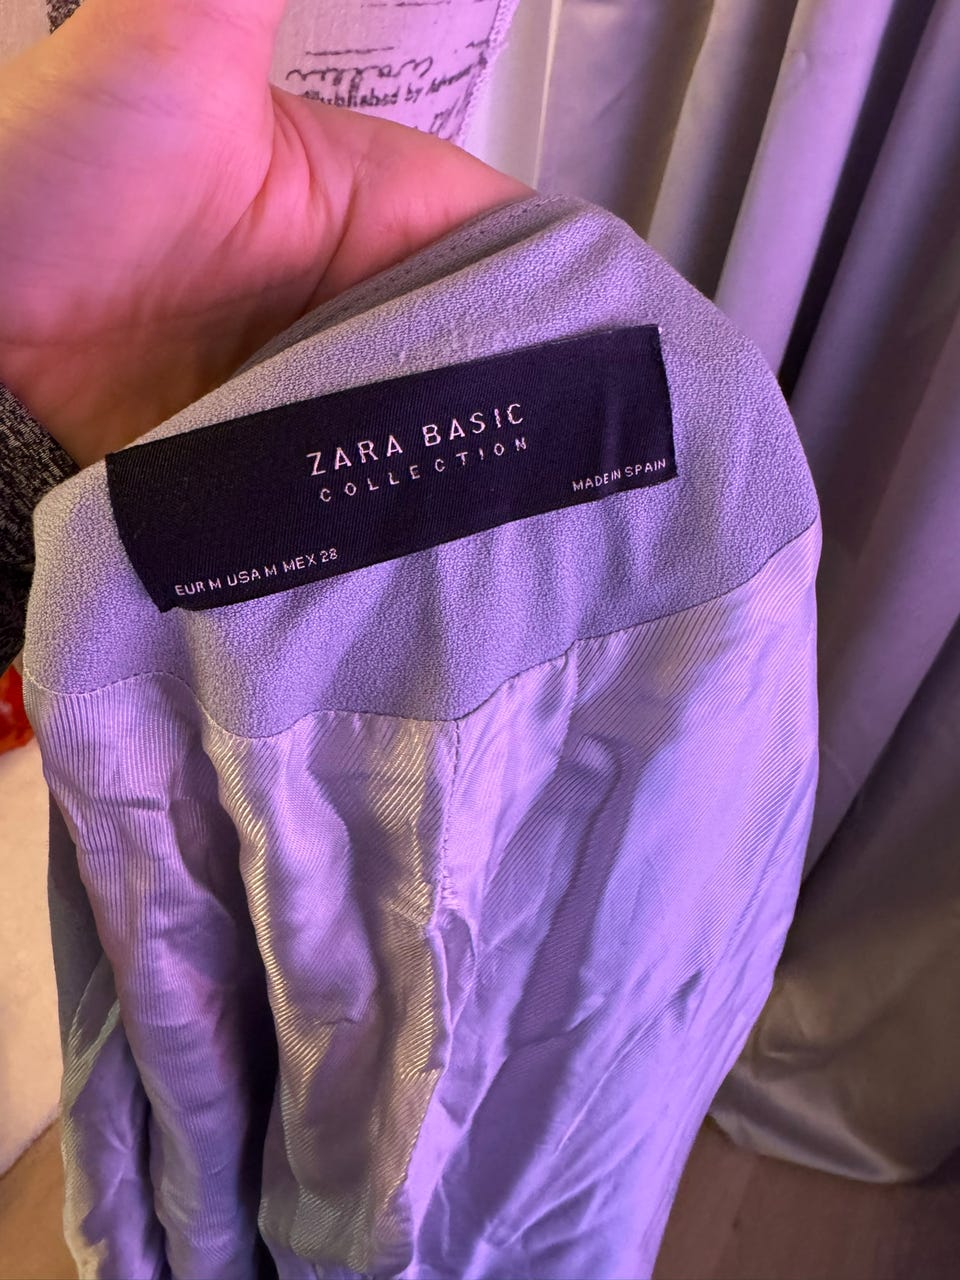 ZARA BASIC
COLLECTION
MADE IN SPAIN
EUR M USA M MEX 28